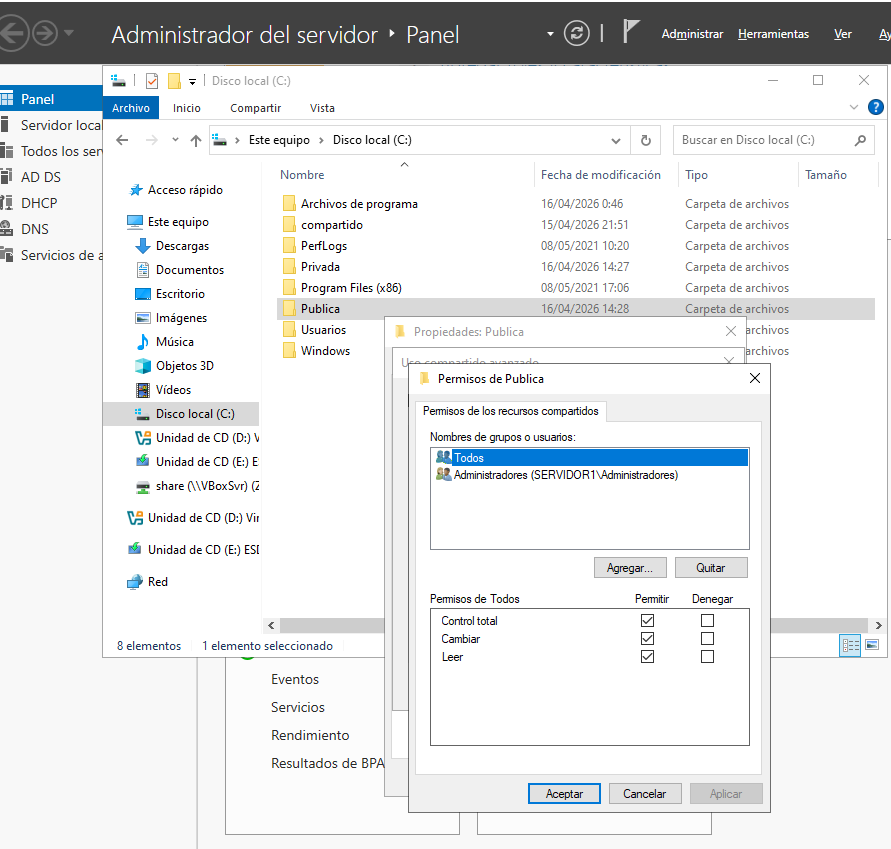 Administrador del servidor ‣ Panel
Administrar Herramientas Ver Ay
Disco local (C:)
Archivo Inicio Compartir Vista
Este equipo › Disco local (C:)
Buscar en Disco local (C:)
Panel
Servidor loca
Todos los ser
AD DS
DHCP
DNS
Servicios de a
Acceso rápido
Este equipo
Descargas
Documentos
Escritorio
Imágenes
Música
Objetos 3D
Vídeos
Disco local (C:)
Unidad de CD (D:) V
Unidad de CD (E:) E
share (\\VBoxSvr) (Z
Unidad de CD (D:) Vir
Unidad de CD (E:) ESD
Red
Nombre Fecha de modificación Tipo Tamaño
Archivos de programa 16/04/2026 0:46 Carpeta de archivos
compartido 15/04/2026 21:51 Carpeta de archivos
PerfLogs 08/05/2021 10:20 Carpeta de archivos
Privada 16/04/2026 14:27 Carpeta de archivos
Program Files (x86) 08/05/2021 17:06 Carpeta de archivos
Publica 16/04/2026 14:28 Carpeta de archivos
Usuarios archivos
Windows archivos
8 elementos 1 elemento seleccionado
Propiedades: Publica
Uso compartido avanzado
Permisos de Publica
Permisos de los recursos compartidos
Nombres de grupos o usuarios:
Todos
Administradores (SERVIDOR1\Administradores)
Agregar... Quitar
Permisos de Todos Permitir Denegar
Control total
Cambiar
Leer
Aceptar Cancelar Aplicar
Eventos
Servicios
Rendimiento
Resultados de BPA